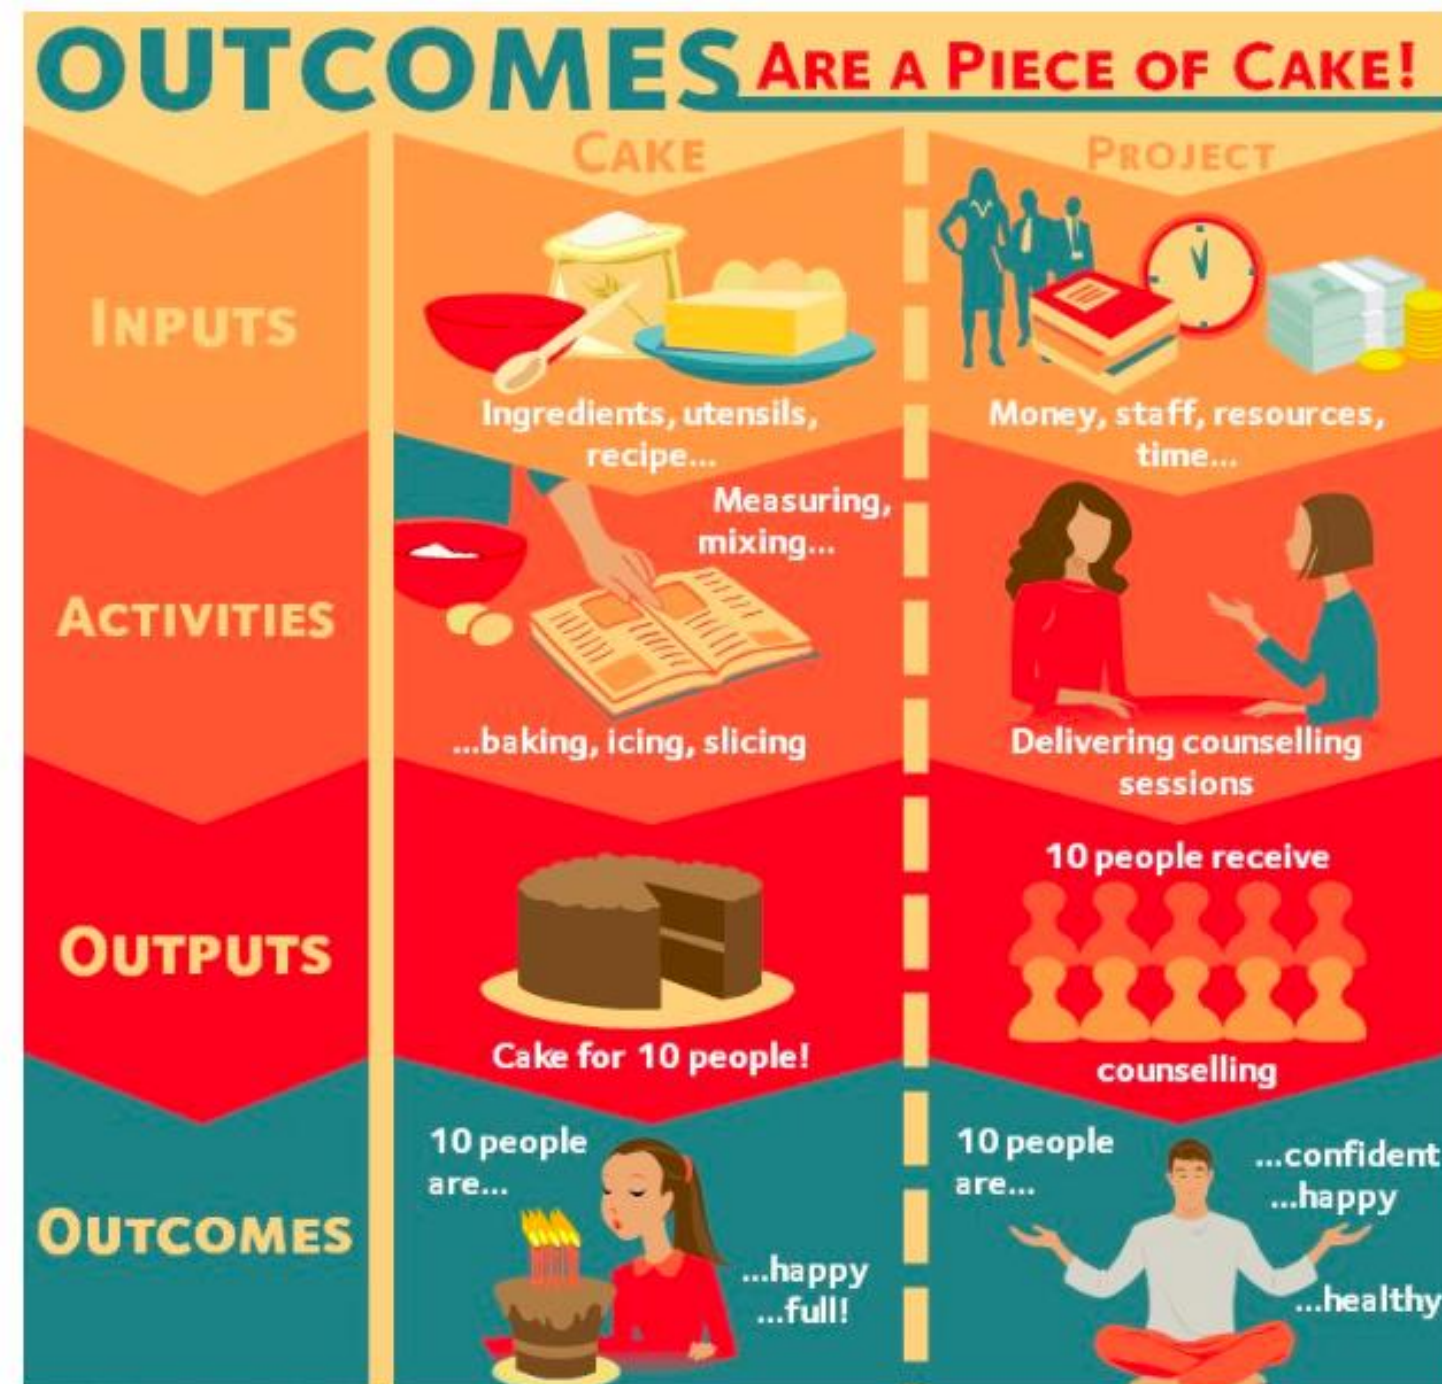 OUTCOMES ARE A PIECE OF CAKE!
CAKE
PROJECT
INPUTS
Ingredients, utensils,
recipe...
Money, staff, resources,
time...
ACTIVITIES
Measuring,
mixing...
...baking, icing, slicing
Delivering counselling
sessions
OUTPUTS
Cake for 10 people!
10 people receive
counselling
OUTCOMES
10 people
are...
...happy
...full!
10 people
are...
...confident
...happy
...healthy